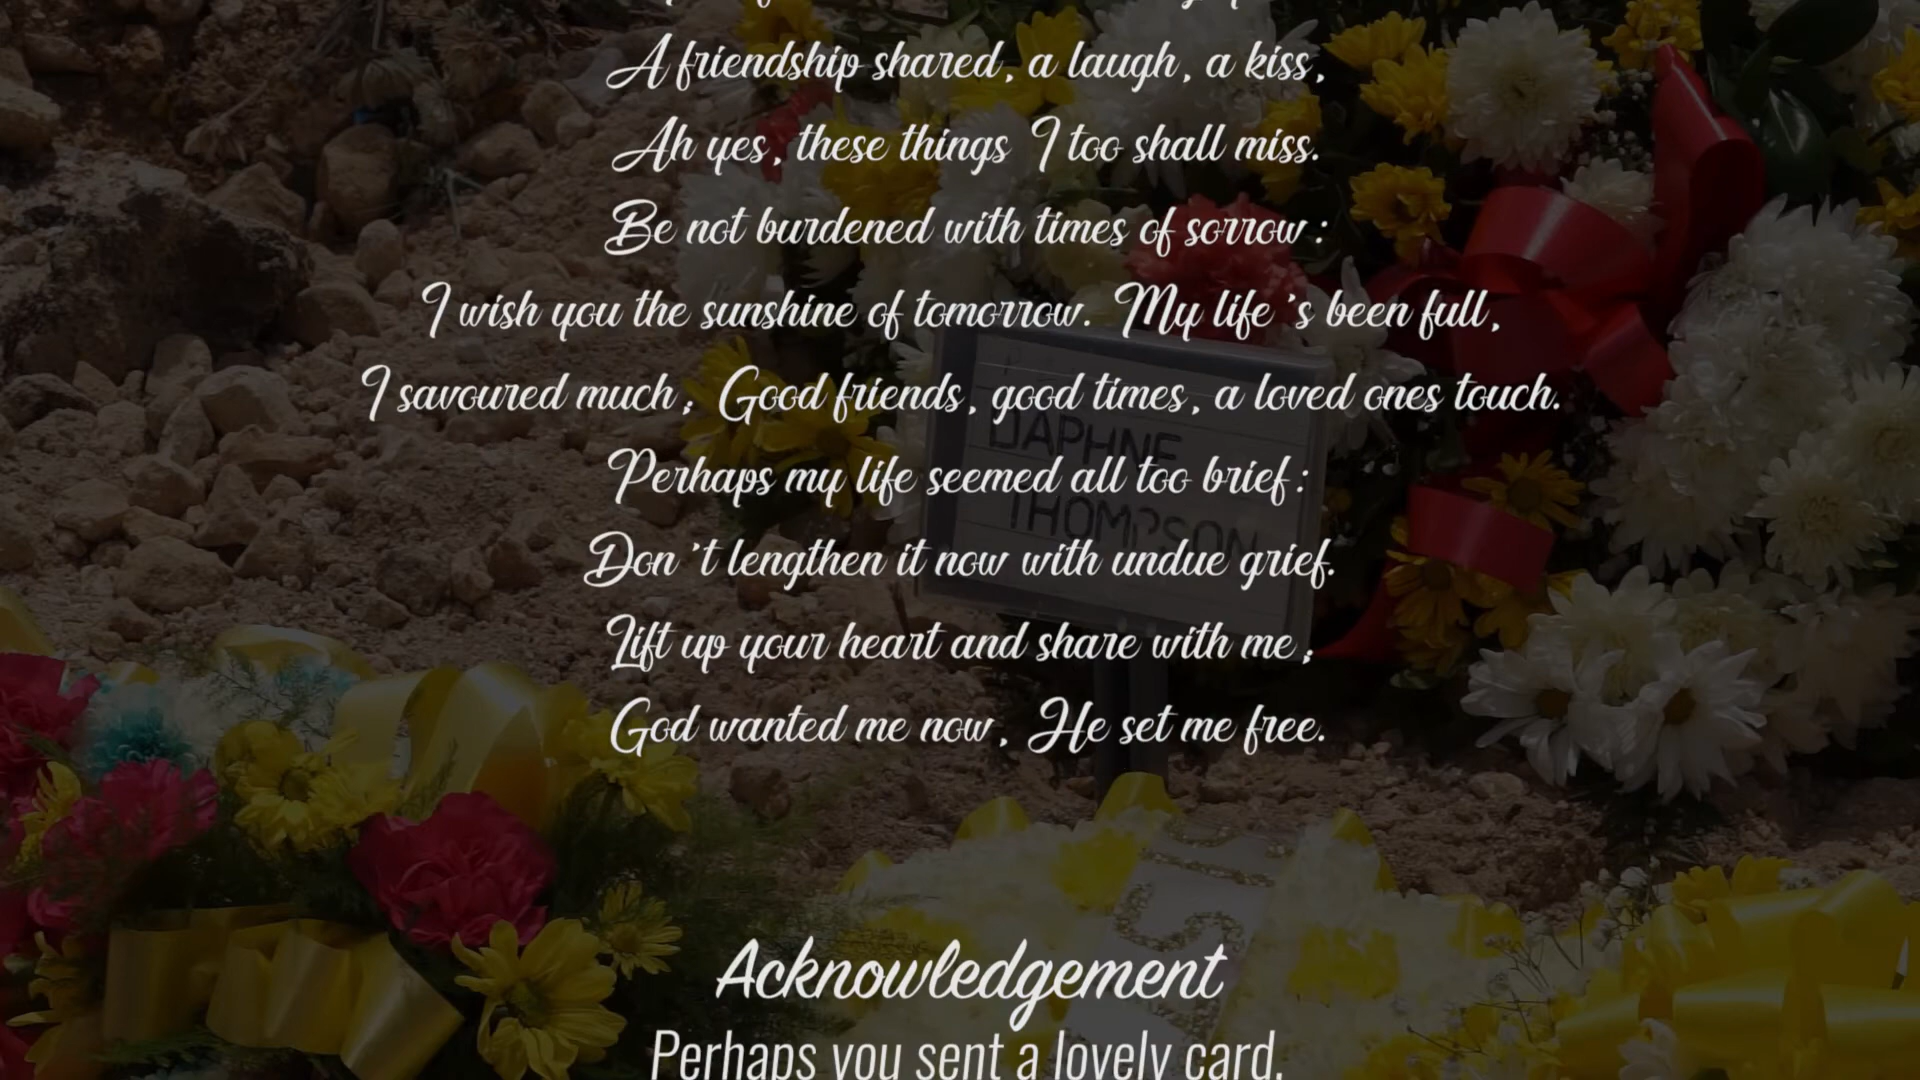 A friendship shared, a laugh, a kiss,
Ah yes, these things I too shall miss.
Be not burdened with times of sorrow:
I wish you the sunshine of tomorrow. My life's been full,
I savoured much; Good friends, good times, a loved ones touch.
DAPHNE
Perhaps my life seemed all too brief:
THOMPSON
Don't lengthen it now with undue grief.
Lift up your heart and share with me;
God wanted me now, He set me free.
Acknowledgement
Perhaps you sent a lovely card,